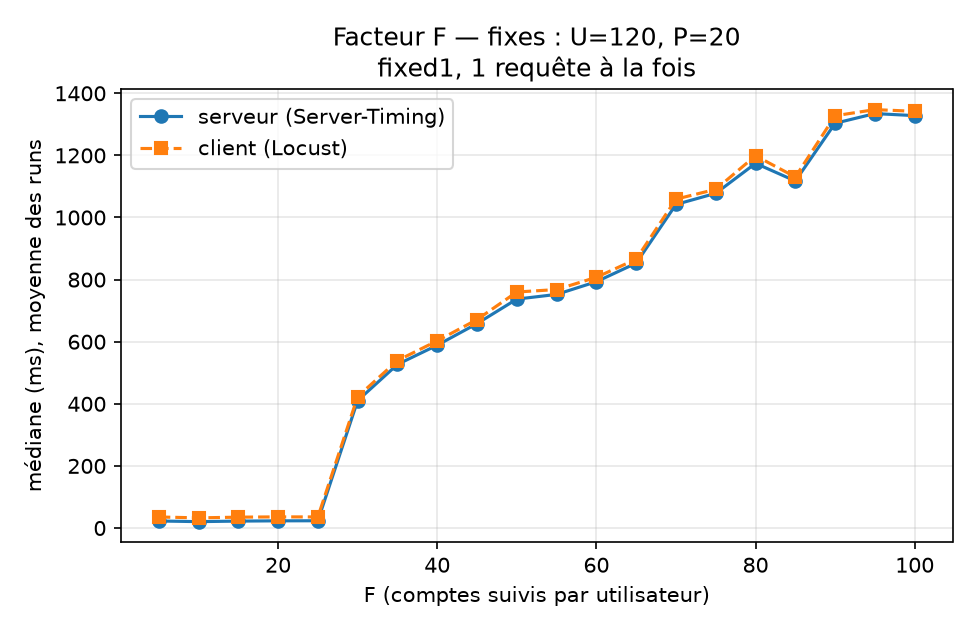 Facteur F — fixes : U=120, P=20
fixed1, 1 requête à la fois
serveur (Server-Timing)
client (Locust)
médiane (ms), moyenne des runs
1400
1200
1000
800
600
400
200
0
20
40
60
80
100
F (comptes suivis par utilisateur)